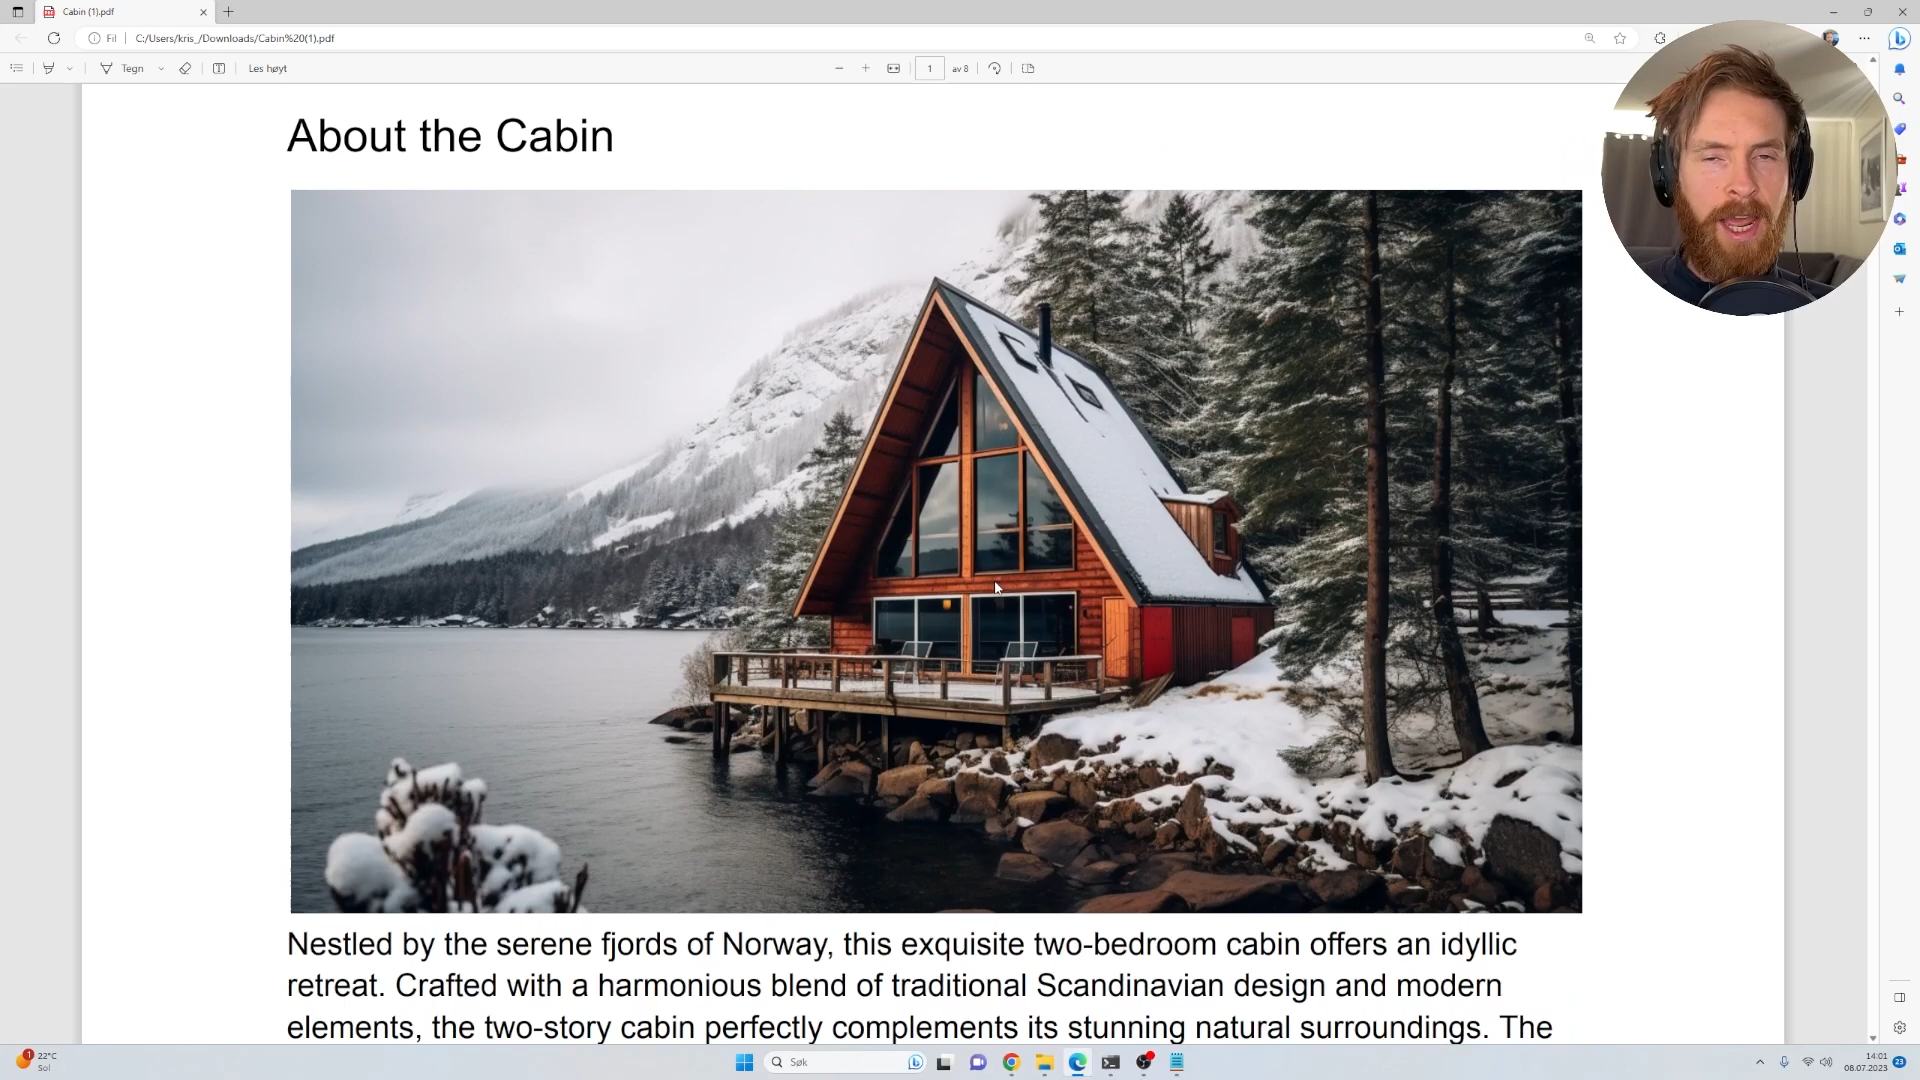 Cabin (1).pdf
Fil
C:/Users/kris_/Downloads/Cabin%20(1).pdf
Tegn
Les høyt
1
av 8
About the Cabin
Nestled by the serene fjords of Norway, this exquisite two-bedroom cabin offers an idyllic
retreat. Crafted with a harmonious blend of traditional Scandinavian design and modern
elements, the two-story cabin perfectly complements its stunning natural surroundings. The
1
22°C
Sol
Søk
14:01
08.07.2023
23